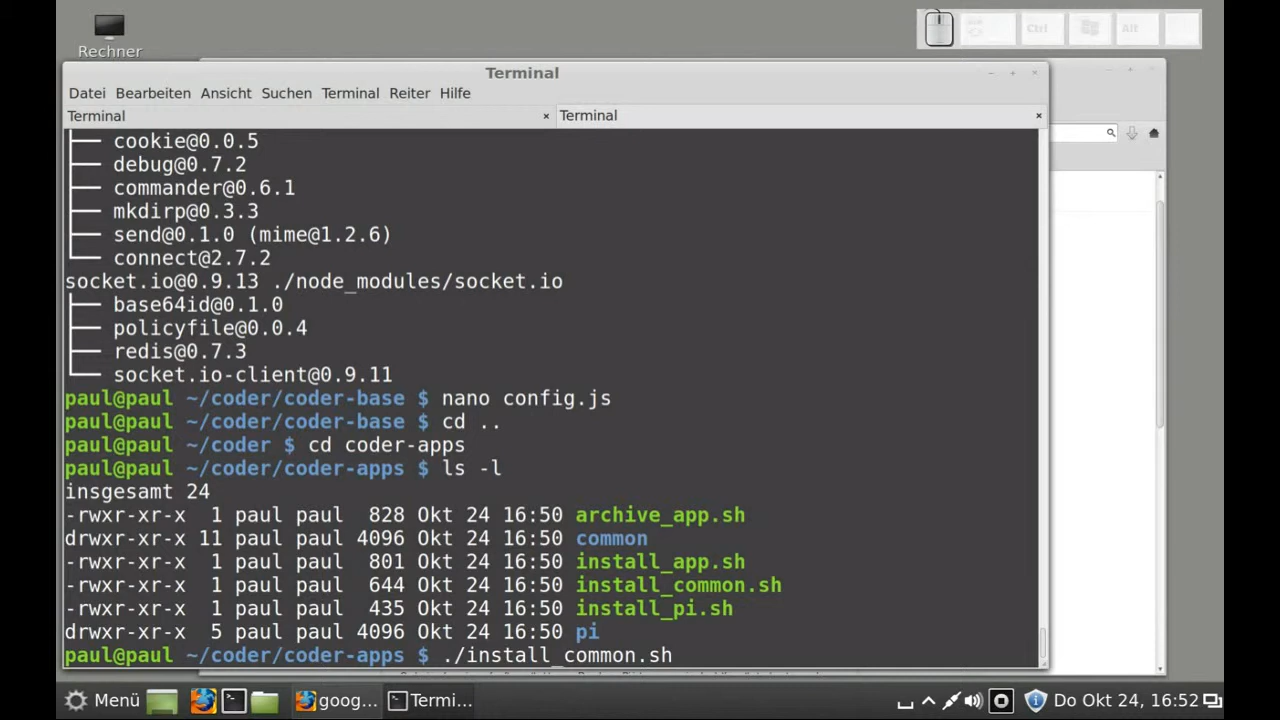 Rechner
Ctrl
Alt
Terminal
Datei Bearbeiten Ansicht Suchen Terminal Reiter Hilfe
Terminal × Terminal ×
├── cookie@0.0.5
├── debug@0.7.2
├── commander@0.6.1
├── mkdirp@0.3.3
├── send@0.1.0 (mime@1.2.6)
└── connect@2.7.2
socket.io@0.9.13 ./node_modules/socket.io
├── base64id@0.1.0
├── policyfile@0.0.4
├── redis@0.7.3
└── socket.io-client@0.9.11
paul@paul ~/coder/coder-base $ nano config.js
paul@paul ~/coder/coder-base $ cd ..
paul@paul ~/coder $ cd coder-apps
paul@paul ~/coder/coder-apps $ ls -l
insgesamt 24
-rwxr-xr-x 1 paul paul 828 Okt 24 16:50 archive_app.sh
drwxr-xr-x 11 paul paul 4096 Okt 24 16:50 common
-rwxr-xr-x 1 paul paul 801 Okt 24 16:50 install_app.sh
-rwxr-xr-x 1 paul paul 644 Okt 24 16:50 install_common.sh
-rwxr-xr-x 1 paul paul 435 Okt 24 16:50 install_pi.sh
drwxr-xr-x 5 paul paul 4096 Okt 24 16:50 pi
paul@paul ~/coder/coder-apps $ ./install_common.sh
Menü goog... Termi... Do Okt 24, 16:52